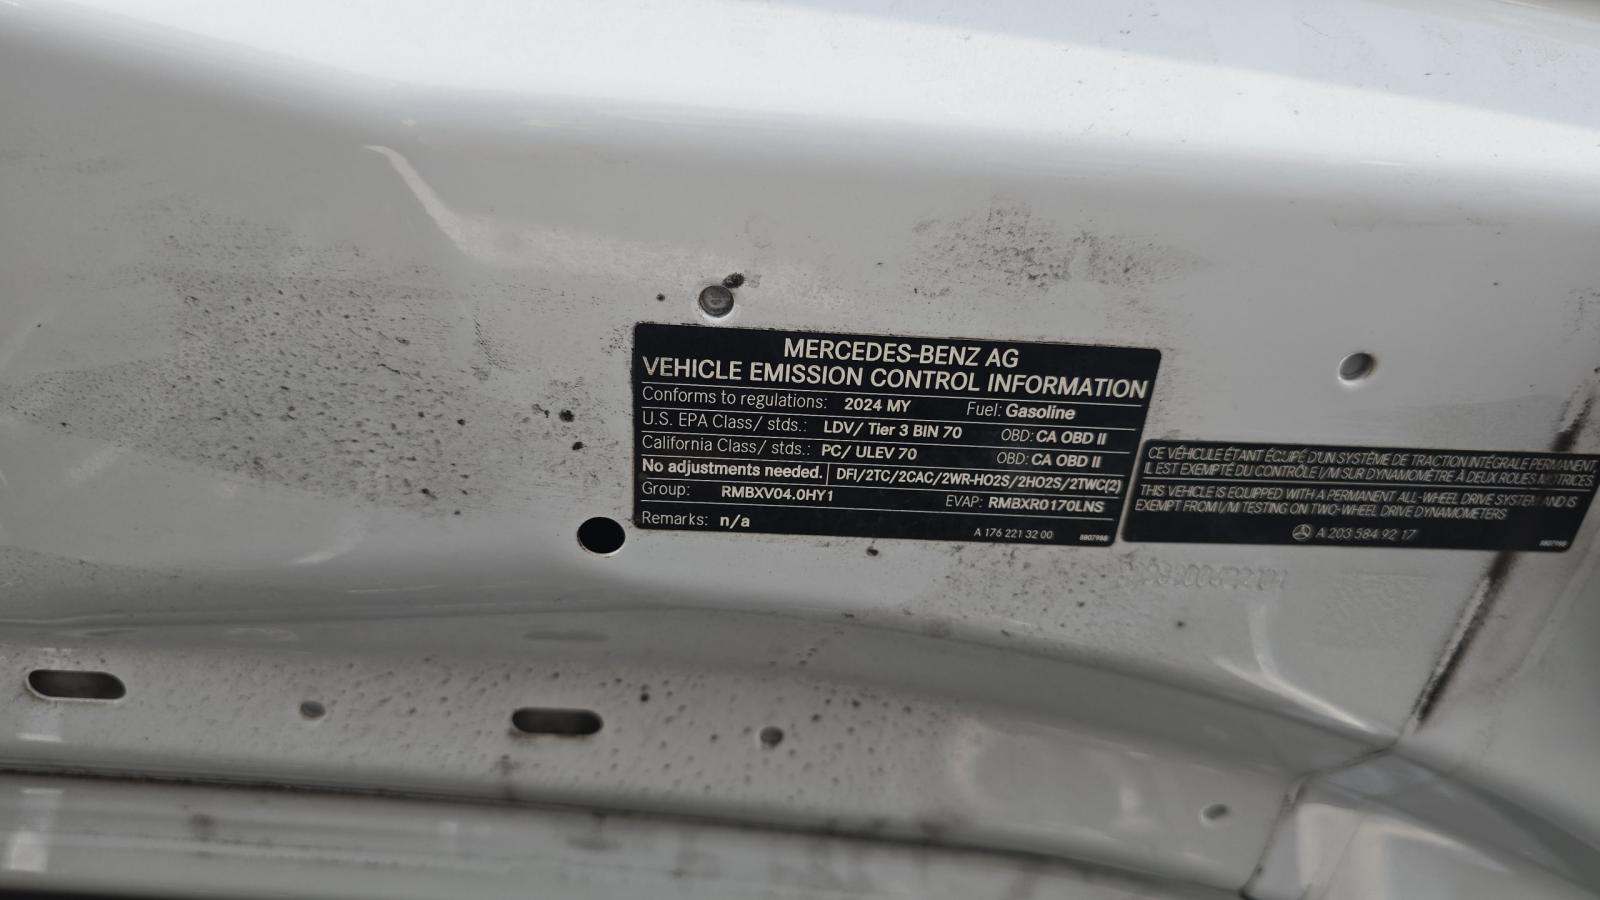 MERCEDES-BENZ AG
VEHICLE EMISSION CONTROL INFORMATION
Conforms to regulations: 2024 MY Fuel: Gasoline
U.S. EPA Class/ stds.: LDV/ Tier 3 BIN 70 OBD: CA OBD II
California Class/ stds.: PC/ ULEV 70 OBD: CA OBD II
No adjustments needed. DFI/2TC/2CAC/2WR-HO2S/2HO2S/2TWC(2)
Group: RMBXV04.0HY1 EVAP: RMBXR0170LNS
Remarks: n/a
A 176 221 32 00
CE VÉHICULE ÉTANT ÉQUIPÉ D'UN SYSTÈME DE TRACTION INTÉGRALE PERMANENT,
IL EST EXEMPTÉ DU CONTRÔLE I/M SUR DYNAMOMÈTRE À DEUX ROUES MOTRICES
THIS VEHICLE IS EQUIPPED WITH A PERMANENT ALL-WHEEL DRIVE SYSTEM AND IS
EXEMPT FROM I/M TESTING ON TWO-WHEEL DRIVE DYNAMOMETERS
A 203 584 92 17